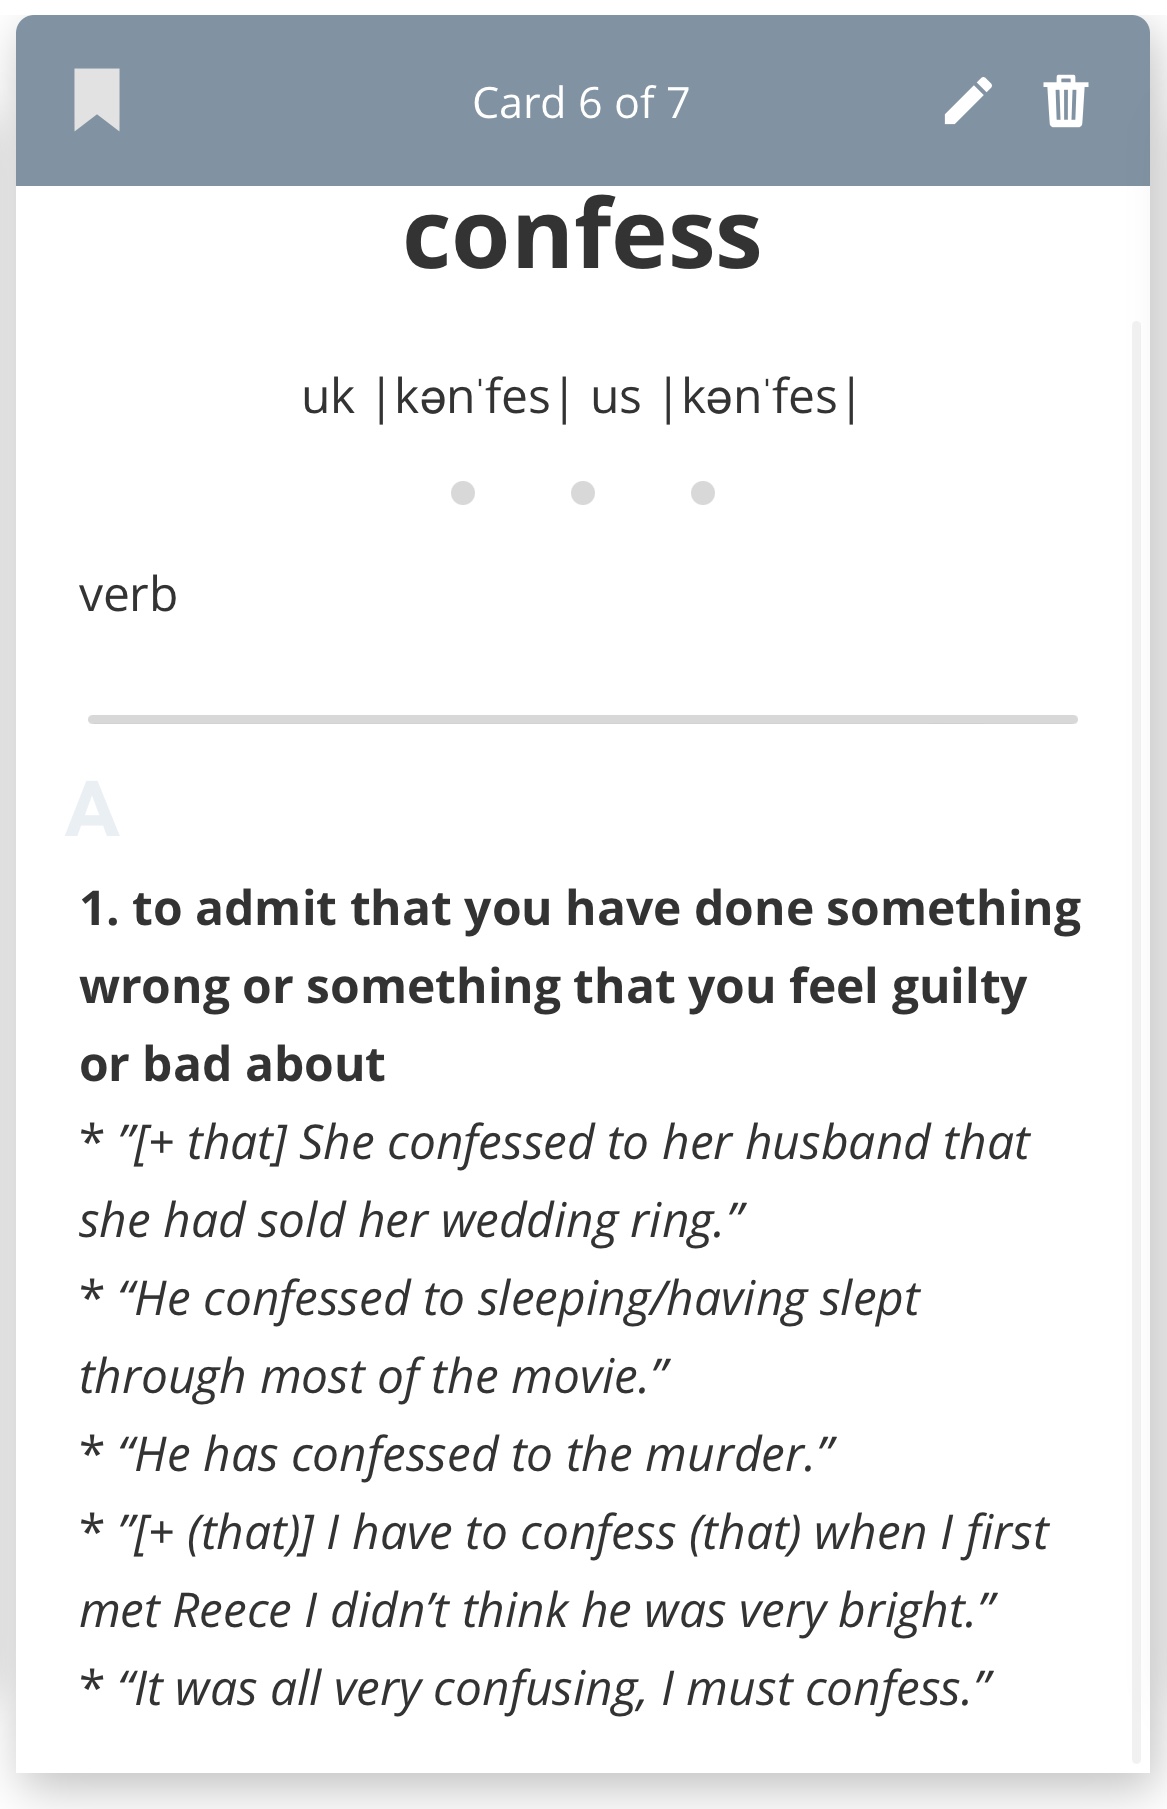 Card 6 of 7
confess
uk |kənˈfes| us |kənˈfes|
verb
A
1. to admit that you have done something
wrong or something that you feel guilty
or bad about
* ”[+ that] She confessed to her husband that
she had sold her wedding ring.”
* “He confessed to sleeping/having slept
through most of the movie.”
* “He has confessed to the murder.”
* ”[+ (that)] I have to confess (that) when I first
met Reece I didn’t think he was very bright.”
* “It was all very confusing, I must confess.”